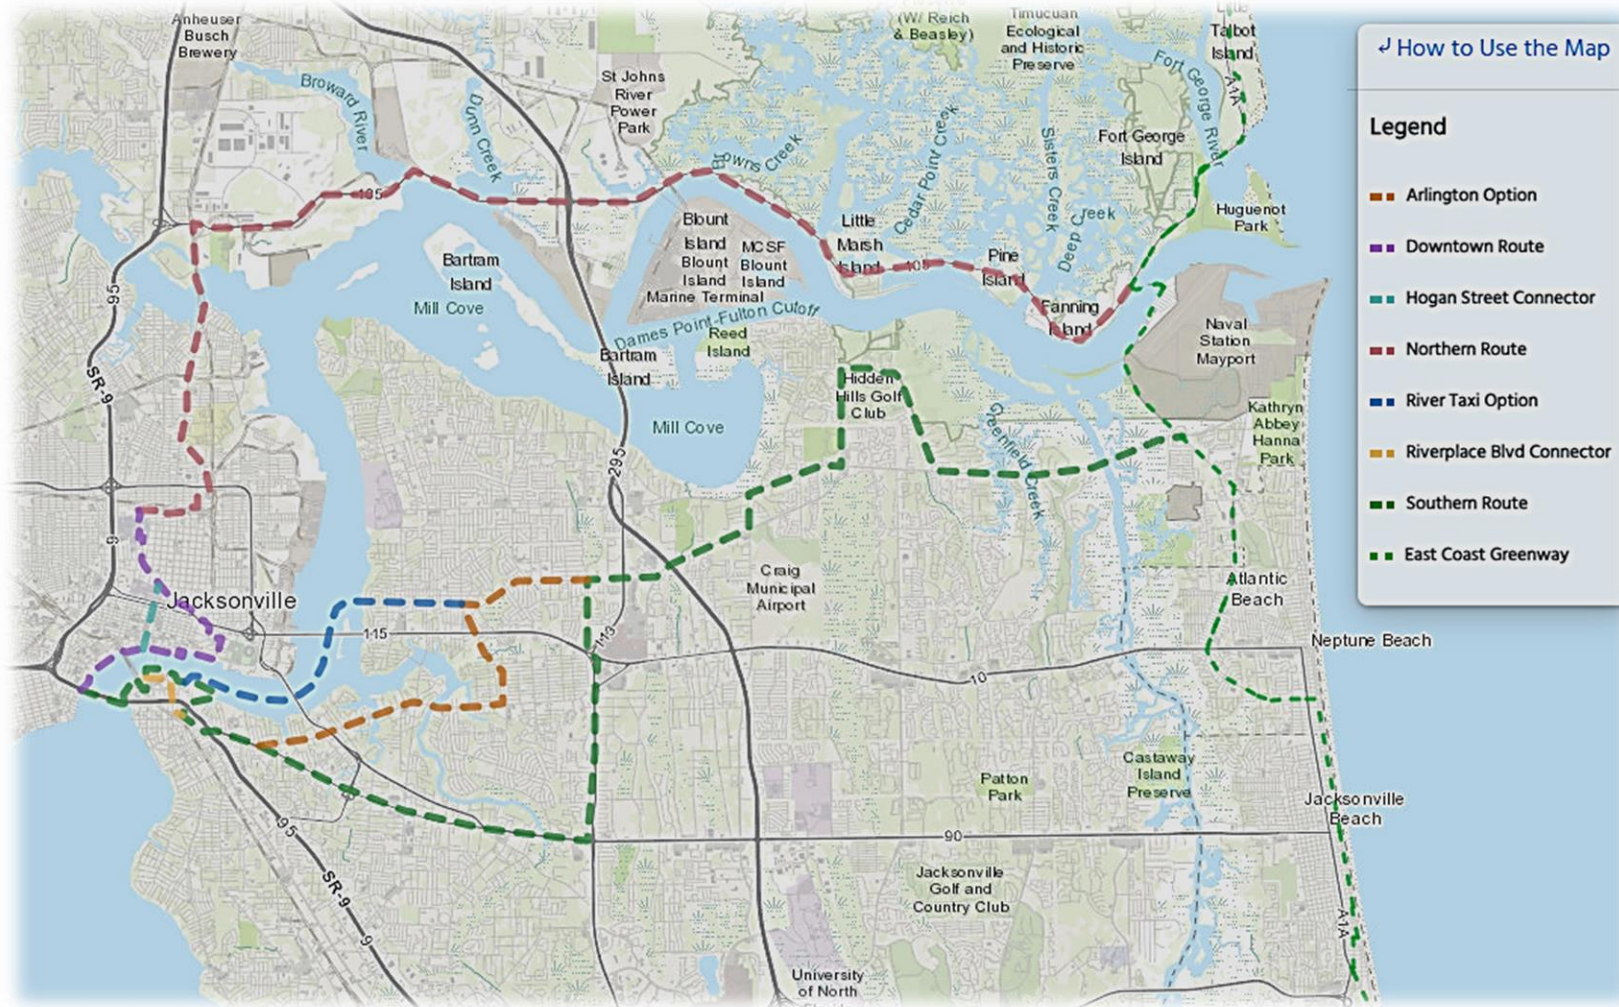 Anheuser
Busch
Brewery
Broward
River
Dunn Creek
St Johns
River
Power
Park
(W/ Reich
& Beasley)
Timucuan
Ecological
and Historic
Preserve
Talbot
Island
Fort George River
A1A
Fort George
Island
Cedar Point Creek
Sisters Creek
Deep Creek
Huguenot
Park
Blount
Island
Blount
Island
Marine Terminal
MCSF
Blount
Island
Little
Marsh
Island
105
Pine
Island
Fanning
Island
Bartram
Island
Mill Cove
Dames Point-Fulton Cutoff
Reed
Island
Bartram
Island
Mill Cove
Naval
Station
Mayport
Hidden
Hills Golf
Club
Greenfield Creek
Kathryn
Abbey
Hanna
Park
95
SR-9
295
9
Craig
Municipal
Airport
Jacksonville
115
113
10
Atlantic
Beach
Neptune Beach
Castaway
Island
Preserve
Patton
Park
Jacksonville
Beach
90
Jacksonville
Golf and
Country Club
95
SR-9
9
A1A
University
of North
How to Use the Map
Legend
Arlington Option
Downtown Route
Hogan Street Connector
Northern Route
River Taxi Option
Riverplace Blvd Connector
Southern Route
East Coast Greenway